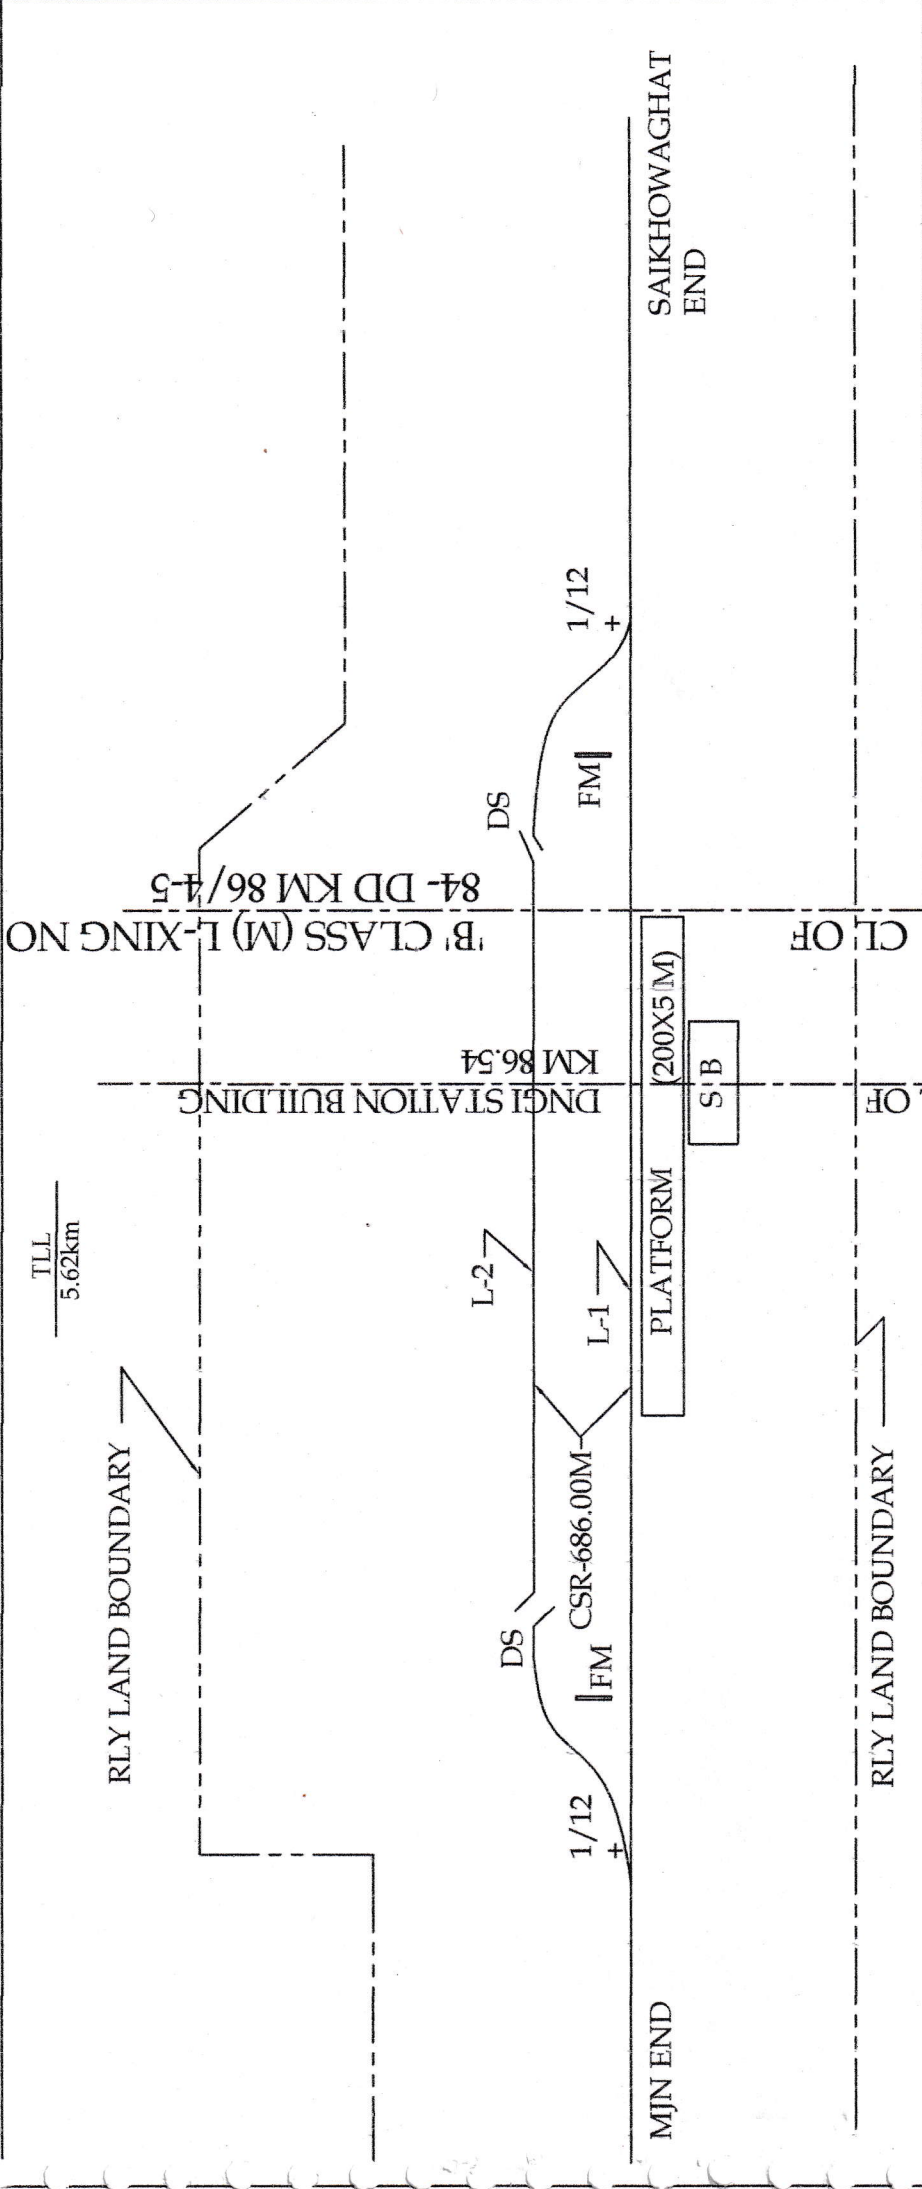 TLL
5.62km
RLY LAND BOUNDARY
CL OF
'B' CLASS (M) L-XING NO
84- DD KM 86/4-5
OF
DNGI STATION BUILDING
KM 86.54
DS
DS
L-2
L-1
1/12
+
FM
CSR-686.00M
FM
1/12
+
MJN END
PLATFORM
(200X5 M)
S B
SAIKHOWAGHAT
END
RLY LAND BOUNDARY